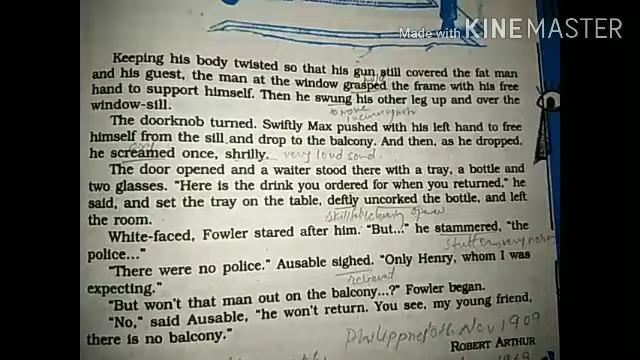 Made with KINEMASTER
Keeping his body twisted so that his gun still covered the fat man
and his guest, the man at the window grasped the frame with his free
hand to support himself. Then he swung his other leg up and over the
window-sill.
to move
The doorknob turned. Swiftly Max pushed with his left hand to free
himself from the sill and drop to the balcony. And then, as he dropped,
cry
he screamed once, shrilly. very loud sound.
The door opened and a waiter stood there with a tray, a bottle and
two glasses. "Here is the drink you ordered for when you returned," he
said, and set the tray on the table, deftly uncorked the bottle, and left
the room. opened
White-faced, Fowler stared after him. "But..." he stammered, "the
police..."
"There were no police." Ausable sighed. "Only Henry, whom I was
expecting." relieved
"But won't that man out on the balcony...?" Fowler began.
"No," said Ausable, "he won't return. You see, my young friend,
there is no balcony."
Nov 1909
ROBERT ARTHUR